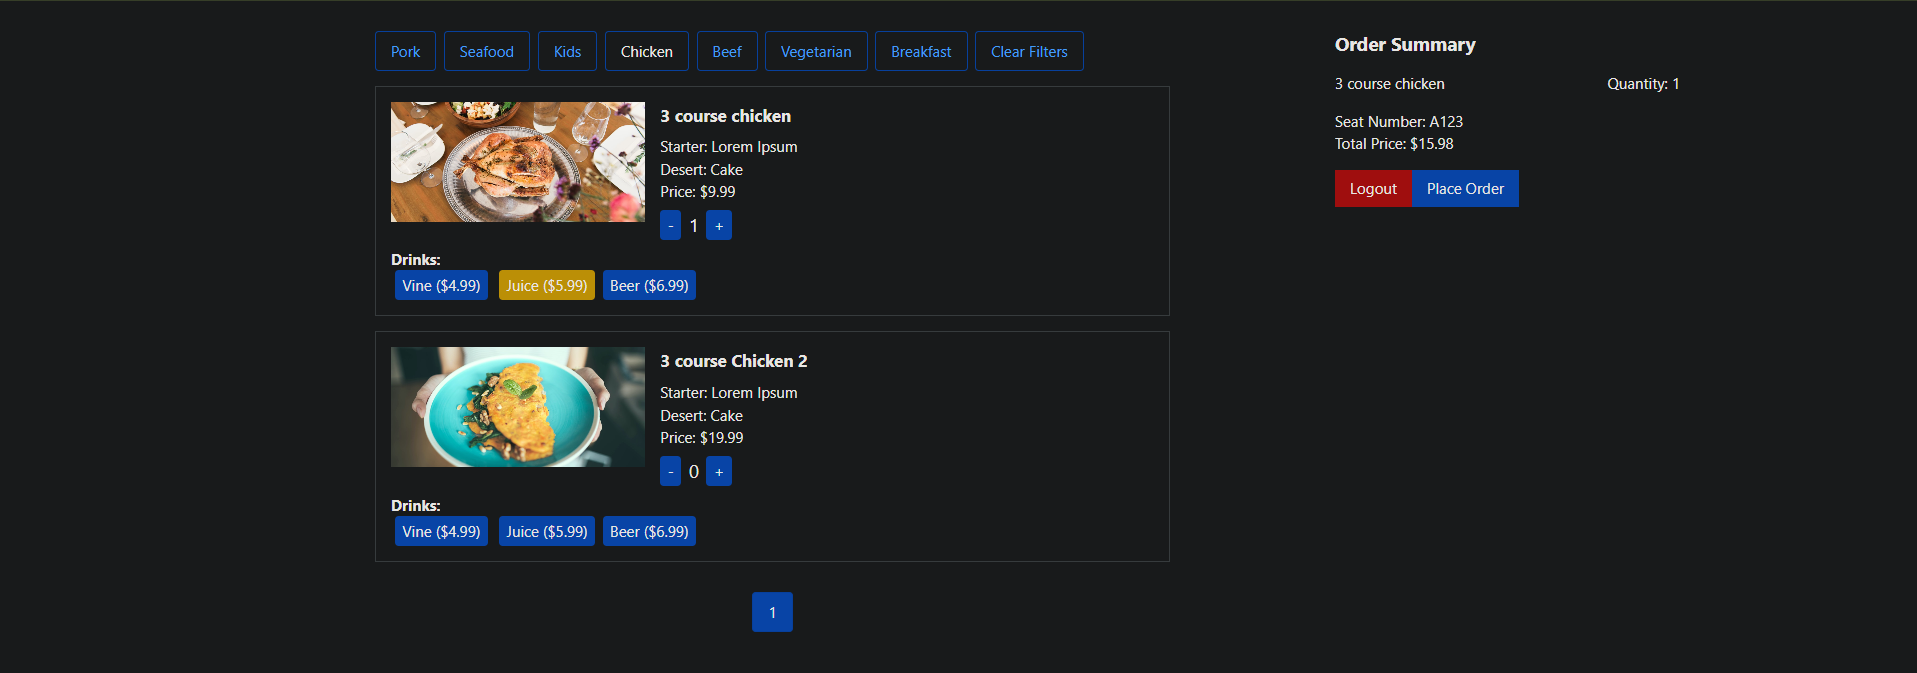 Pork Seafood Kids Chicken Beef Vegetarian Breakfast Clear Filters
3 course chicken
Starter: Lorem Ipsum
Desert: Cake
Price: $9.99
- 1 +
Drinks:
Vine ($4.99) Juice ($5.99) Beer ($6.99)
3 course Chicken 2
Starter: Lorem Ipsum
Desert: Cake
Price: $19.99
- 0 +
Drinks:
Vine ($4.99) Juice ($5.99) Beer ($6.99)
1
Order Summary
3 course chicken Quantity: 1
Seat Number: A123
Total Price: $15.98
Logout Place Order